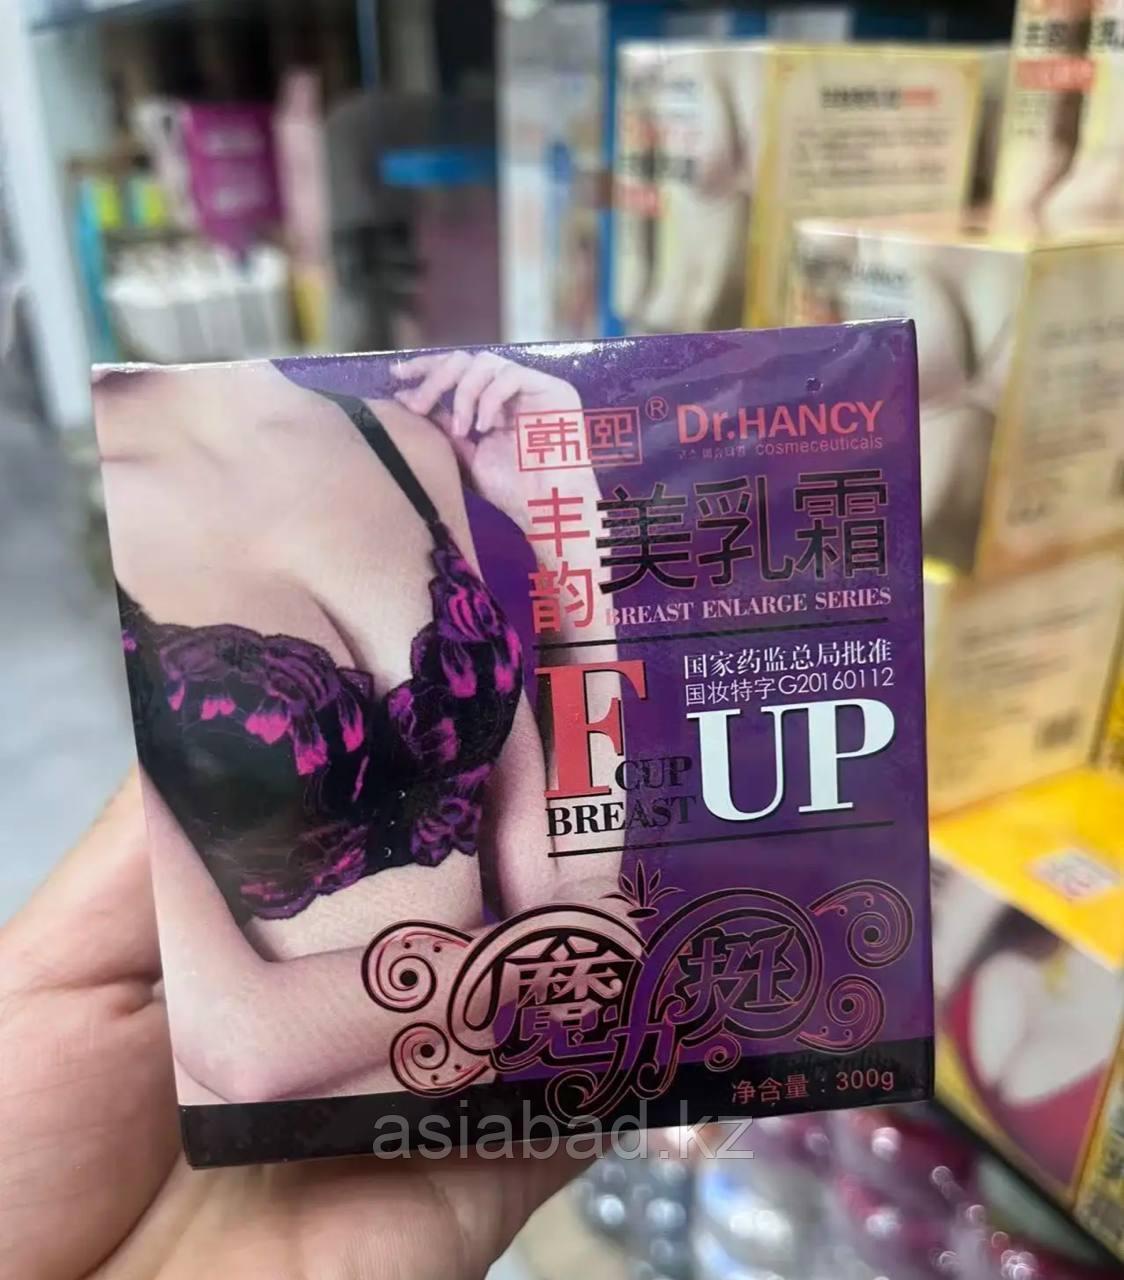 韩熙® Dr.HANCY
cosmeceuticals
丰韵
美乳霜
BREAST ENLARGE SERIES
国家药监总局批准
国妆特字G20160112
F CUP UP
BREAST
魔力挺
净含量：300g
asiabad.kz
HANCY